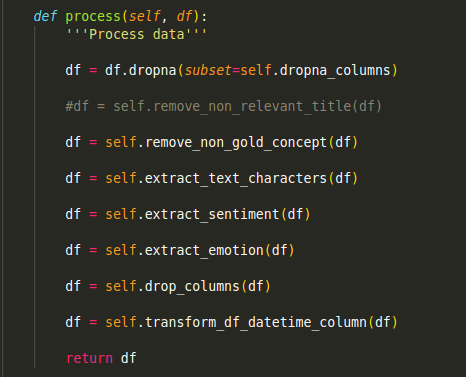 def process(self, df):
'''Process data'''
df = df.dropna(subset=self.dropna_columns)
#df = self.remove_non_relevant_title(df)
df = self.remove_non_gold_concept(df)
df = self.extract_text_characters(df)
df = self.extract_sentiment(df)
df = self.extract_emotion(df)
df = self.drop_columns(df)
df = self.transform_df_datetime_column(df)
return df